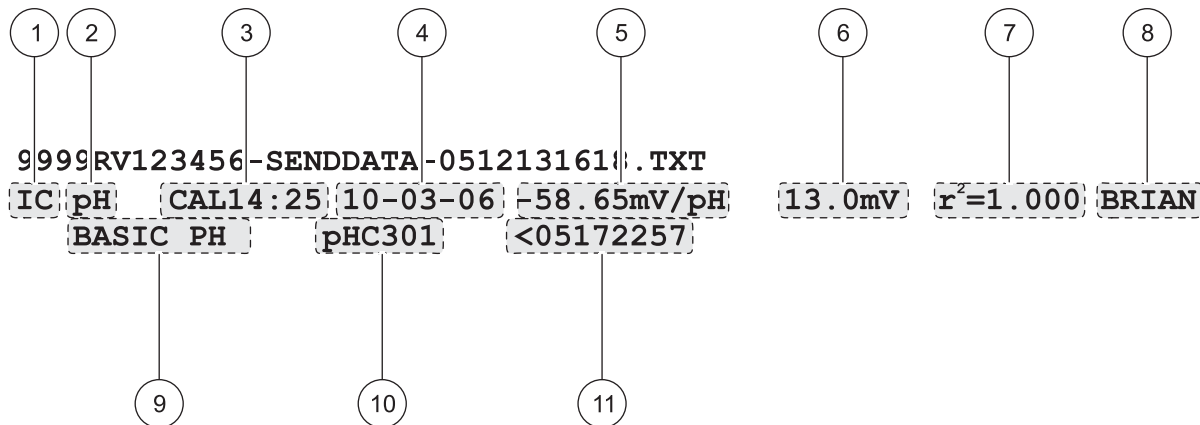 1 2 3 4 5 6 7 8
9999RV123456-SENDDATA-0512131618.TXT
IC pH CAL14:25 10-03-06 -58.65mV/pH 13.0mV r²=1.000 BRIAN
BASIC PH pHC301 <05172257
9 10 11